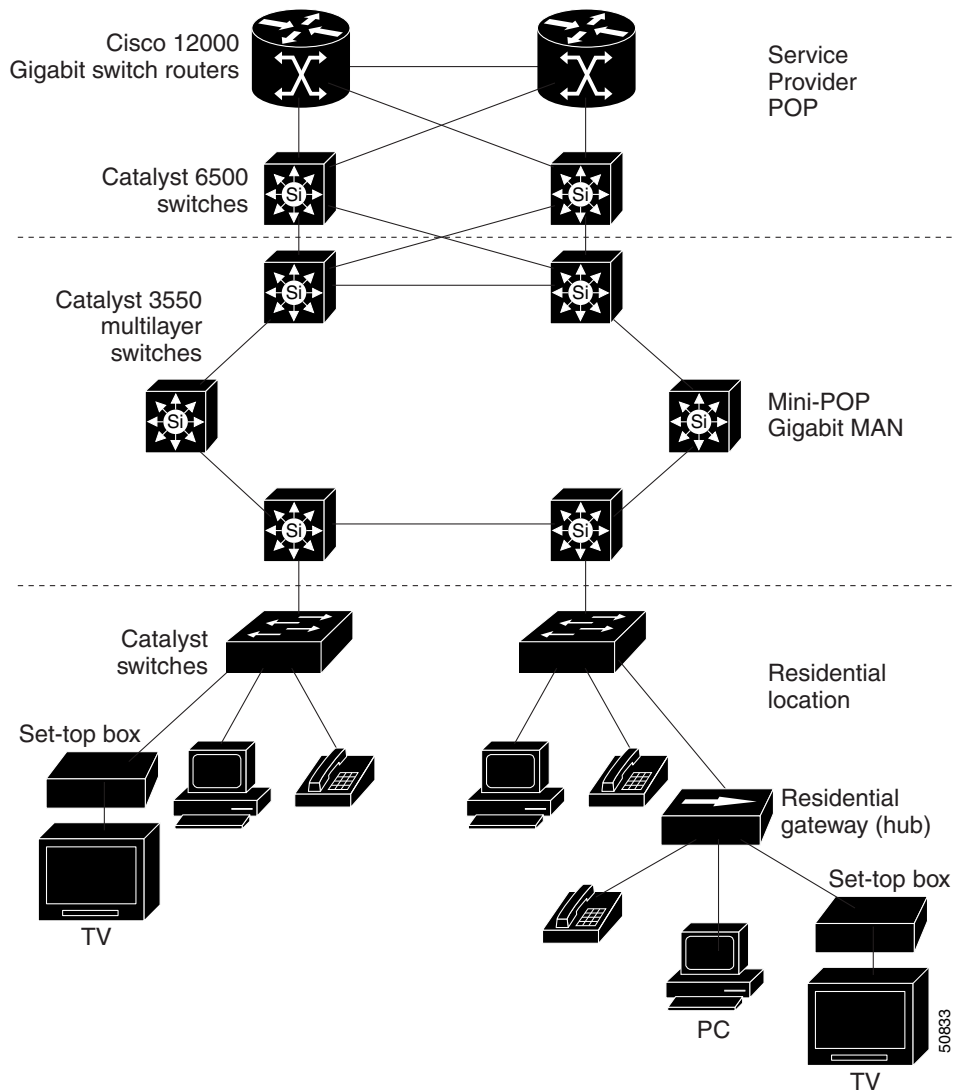 Cisco 12000
Gigabit switch routers
Service
Provider
POP
Catalyst 6500
switches
Si
Si
Si
Si
Catalyst 3550
multilayer
switches
Si
Si
Mini-POP
Gigabit MAN
Si
Si
Catalyst
switches
Residential
location
Set-top box
Residential
gateway (hub)
Set-top box
TV
PC
TV
50833